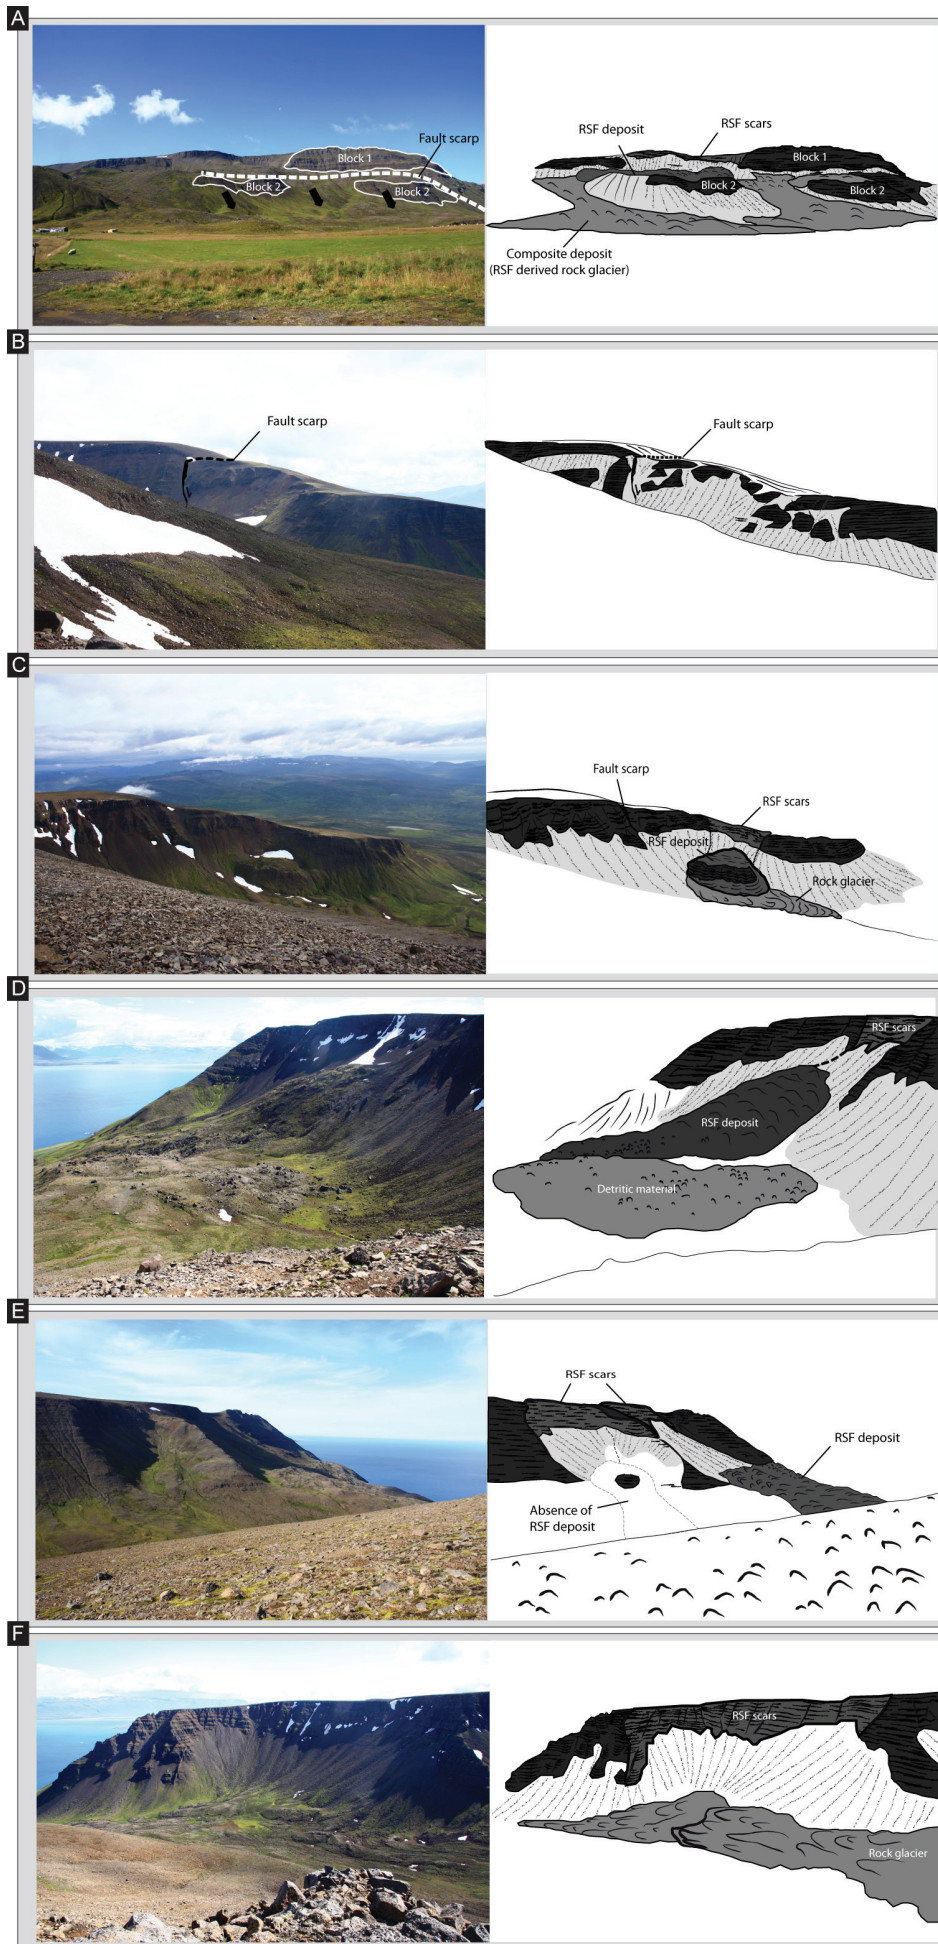 A
Fault scarp
Block 1
Block 2
Block 2
RSF deposit
RSF scars
Block 1
Block 2
Block 2
Composite deposit
(RSF derived rock glacier)
B
Fault scarp
Fault scarp
C
Fault scarp
RSF scars
RSF deposit
Rock glacier
D
RSF scars
RSF deposit
Detritic material
E
RSF scars
RSF deposit
Absence of
RSF deposit
F
RSF scars
Rock glacier